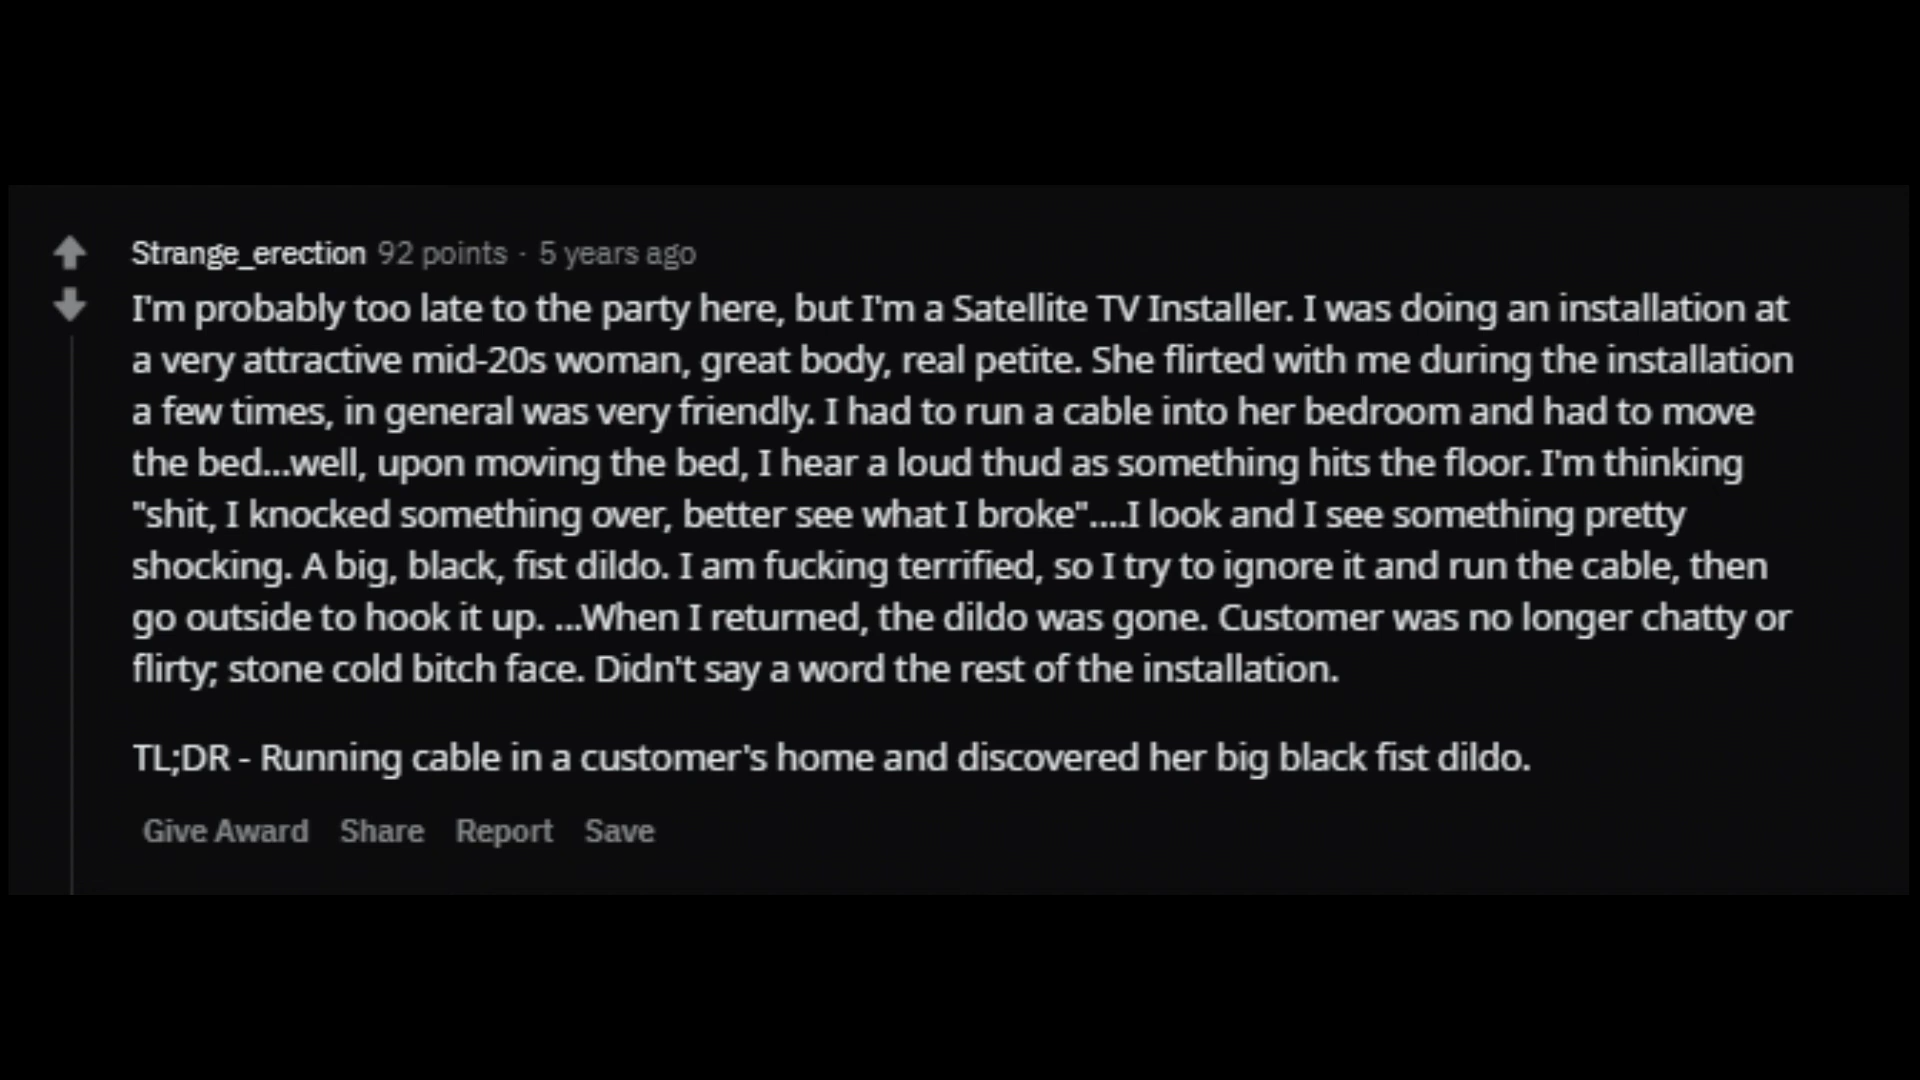 Strange_erection 92 points · 5 years ago
I'm probably too late to the party here, but I'm a Satellite TV Installer. I was doing an installation at
a very attractive mid-20s woman, great body, real petite. She flirted with me during the installation
a few times, in general was very friendly. I had to run a cable into her bedroom and had to move
the bed...well, upon moving the bed, I hear a loud thud as something hits the floor. I'm thinking
"shit, I knocked something over, better see what I broke"....I look and I see something pretty
shocking. A big, black, fist dildo. I am fucking terrified, so I try to ignore it and run the cable, then
go outside to hook it up. ...When I returned, the dildo was gone. Customer was no longer chatty or
flirty; stone cold bitch face. Didn't say a word the rest of the installation.
TL;DR - Running cable in a customer's home and discovered her big black fist dildo.
Give Award Share Report Save